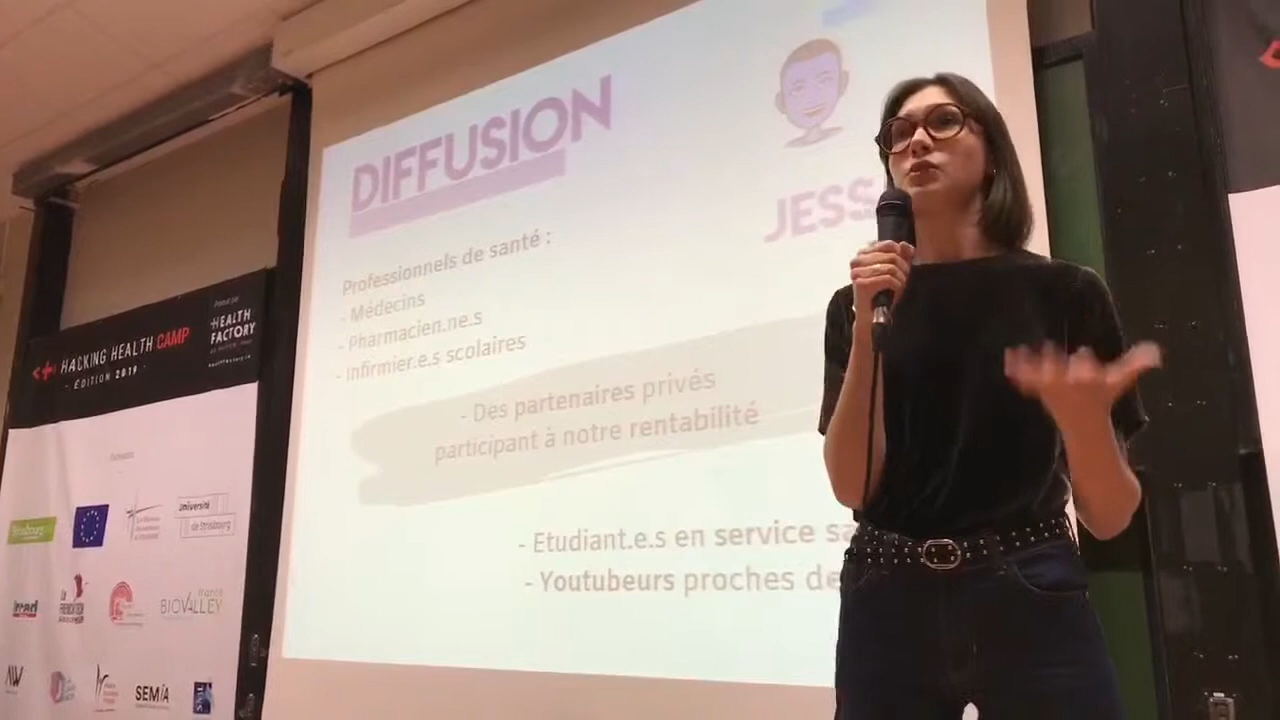 DIFFUSION
JESS
Professionnels de santé :
- Médecins
- Pharmacien.ne.s
- Infirmier.e.s scolaires
- Des partenaires privés
participant à notre rentabilité
- Etudiant.e.s en service sa
- Youtubeurs proches de
HACKING HEALTH CAMP
- ÉDITION 2019 -
HEALTH
FACTORY
Strasbourg
Université
de Strasbourg
BIOVALLEY
SEMIA